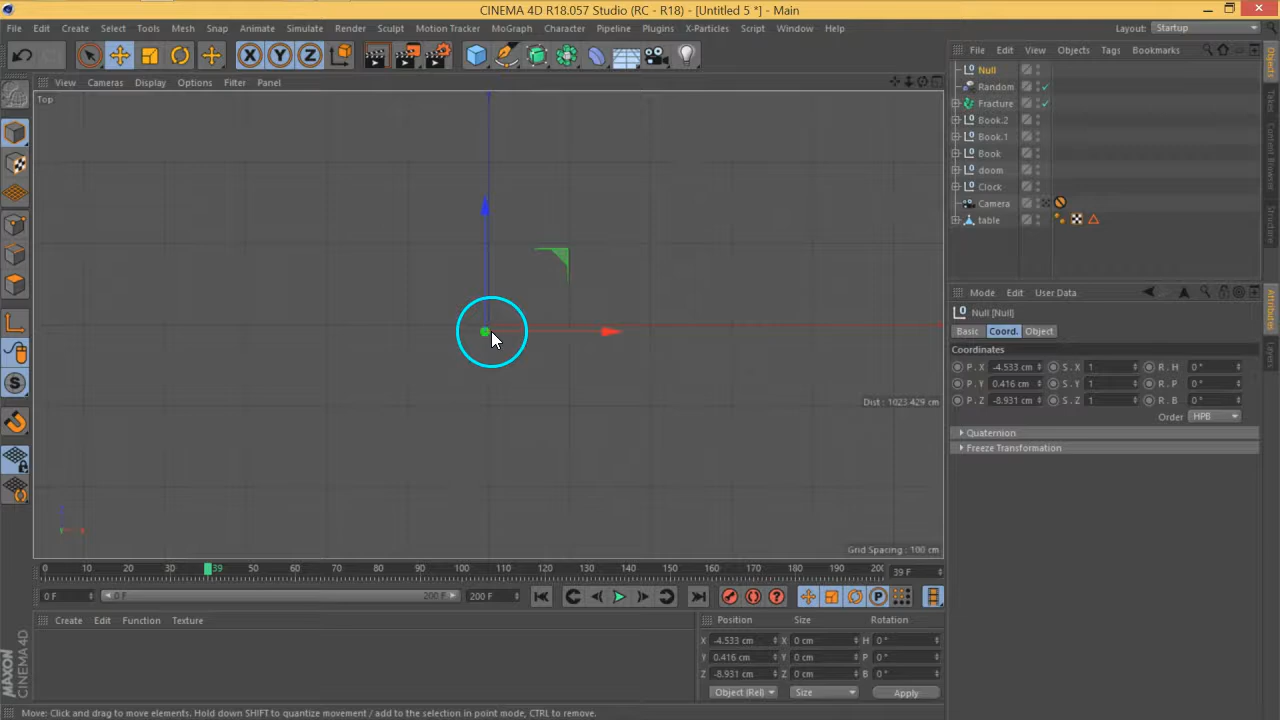 CINEMA 4D R18.057 Studio (RC - R18) - [Untitled 5 *] - Main
File Edit Create Select Tools Mesh Snap Animate Simulate Render Sculpt Motion Tracker MoGraph Character Pipeline Plugins X-Particles Script Window Help Layout: Startup
X Y Z
File Edit View Objects Tags Bookmarks
View Cameras Display Options Filter Panel
Top
Null
Random
Fracture
Book.2
Book.1
Book
doom
Clock
Camera
table
Objects
Takes
Content Browser
Structure
Attributes
Layers
Mode Edit User Data
Null [Null]
Basic Coord. Object
Coordinates
P . X -4.533 cm S . X 1 R . H 0 °
P . Y 0.416 cm S . Y 1 R . P 0 °
P . Z -8.931 cm S . Z 1 R . B 0 °
Order HPB
Quaternion
Freeze Transformation
Dist : 1023.429 cm
Grid Spacing : 100 cm
0 10 20 30 39 50 60 70 80 90 100 110 120 130 140 150 160 170 180 190 200 39 F
0 F 0 F 200 F 200 F
Create Edit Function Texture
Position Size Rotation
X -4.533 cm X 0 cm H 0 °
Y 0.416 cm Y 0 cm P 0 °
Z -8.931 cm Z 0 cm B 0 °
Object (Rel) Size Apply
MAXON CINEMA 4D
Move: Click and drag to move elements. Hold down SHIFT to quantize movement / add to the selection in point mode, CTRL to remove.